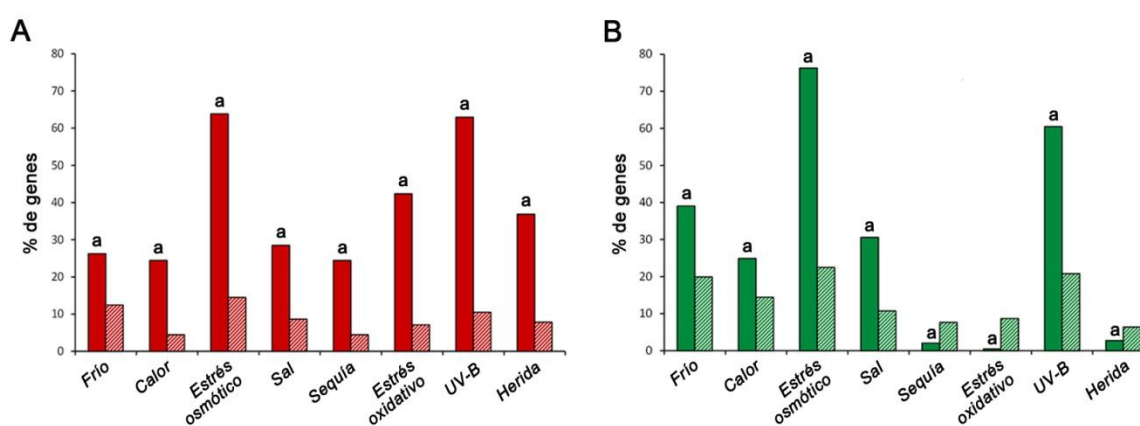 A
% de genes
80
70
60
50
40
30
20
10
0
a
a
a
a
a
a
a
a
Frío
Calor
Estrés
osmótico
Sal
Sequía
Estrés
oxidativo
UV-B
Herida
B
% de genes
80
70
60
50
40
30
20
10
0
a
a
a
a
a
a
a
a
Frío
Calor
Estrés
osmótico
Sal
Sequía
Estrés
oxidativo
UV-B
Herida